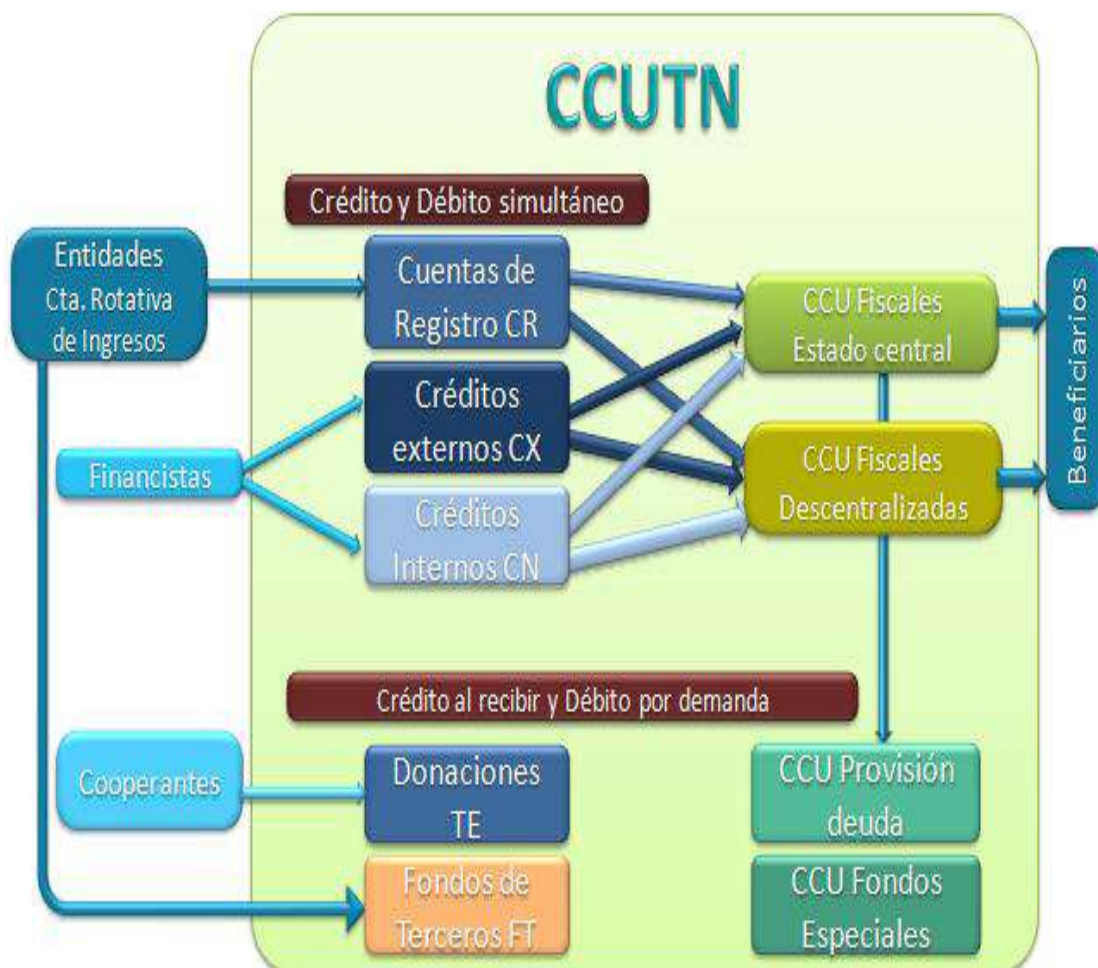 CCUTN
Crédito y Débito simultáneo
Entidades
Cta. Rotativa
de Ingresos
Cuentas de
Registro CR
CCU Fiscales
Estado central
Beneficiarios
Créditos
externos CX
Financistas
CCU Fiscales
Descentralizadas
Créditos
Internos CN
Crédito al recibir y Débito por demanda
Cooperantes
Donaciones
TE
CCU Provisión
deuda
Fondos de
Terceros FT
CCU Fondos
Especiales